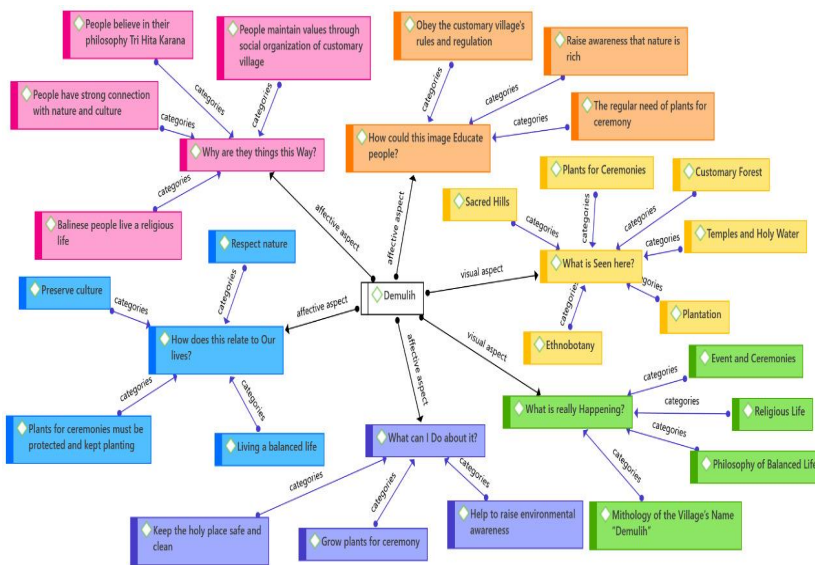 People believe in their
philosophy Tri Hita Karana
People maintain values through
social organization of customary
village
Obey the customary village's
rules and regulation
Raise awareness that nature is
rich
People have strong connection
with nature and culture
categories
categories
categories
categories
categories
categories
The regular need of plants for
ceremony
Why are they things this Way?
How could this image Educate
people?
categories
Balinese people live a religious
life
affective aspect
affective aspect
Plants for Ceremonies
Customary Forest
Sacred Hills
categories
categories
categories
categories
Temples and Holy Water
What is Seen here?
categories
categories
Plantation
Ethnobotany
visual aspect
Respect nature
Preserve culture
categories
categories
affective aspect
Demulih
How does this relate to Our
lives?
categories
categories
Plants for ceremonies must be
protected and kept planting
Living a balanced life
affective aspect
visual aspect
Event and Ceremonies
categories
What is really Happening?
categories
Religious Life
categories
Philosophy of Balanced Life
categories
Mithology of the Village's Name
"Demulih"
What can I Do about it?
categories
categories
categories
Keep the holy place safe and
clean
Grow plants for ceremony
Help to raise environmental
awareness